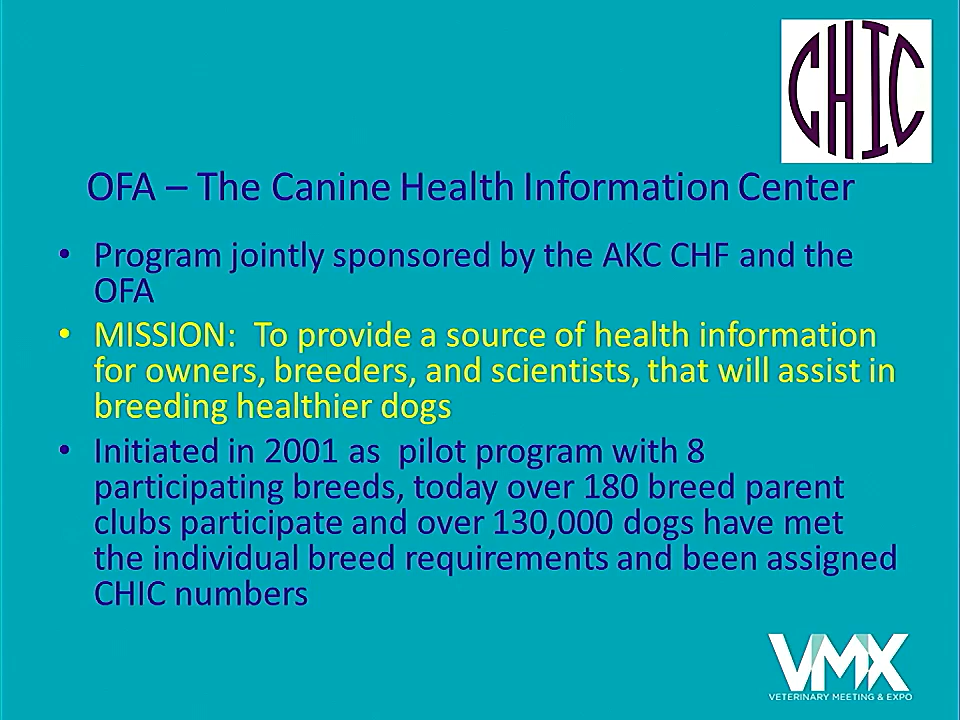 CHIC
OFA – The Canine Health Information Center
• Program jointly sponsored by the AKC CHF and the
OFA
• MISSION:  To provide a source of health information
for owners, breeders, and scientists, that will assist in
breeding healthier dogs
• Initiated in 2001 as  pilot program with 8
participating breeds, today over 180 breed parent
clubs participate and over 130,000 dogs have met
the individual breed requirements and been assigned
CHIC numbers
VMX
VETERINARY MEETING & EXPO